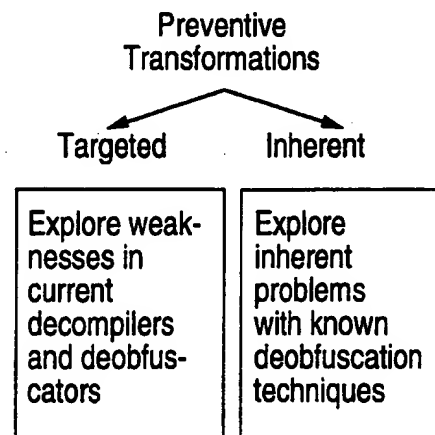 Preventive
Transformations
Targeted
Inherent
Explore weak-
nesses in
current
decompilers
and deobfus-
cators
Explore
inherent
problems
with known
deobfuscation
techniques